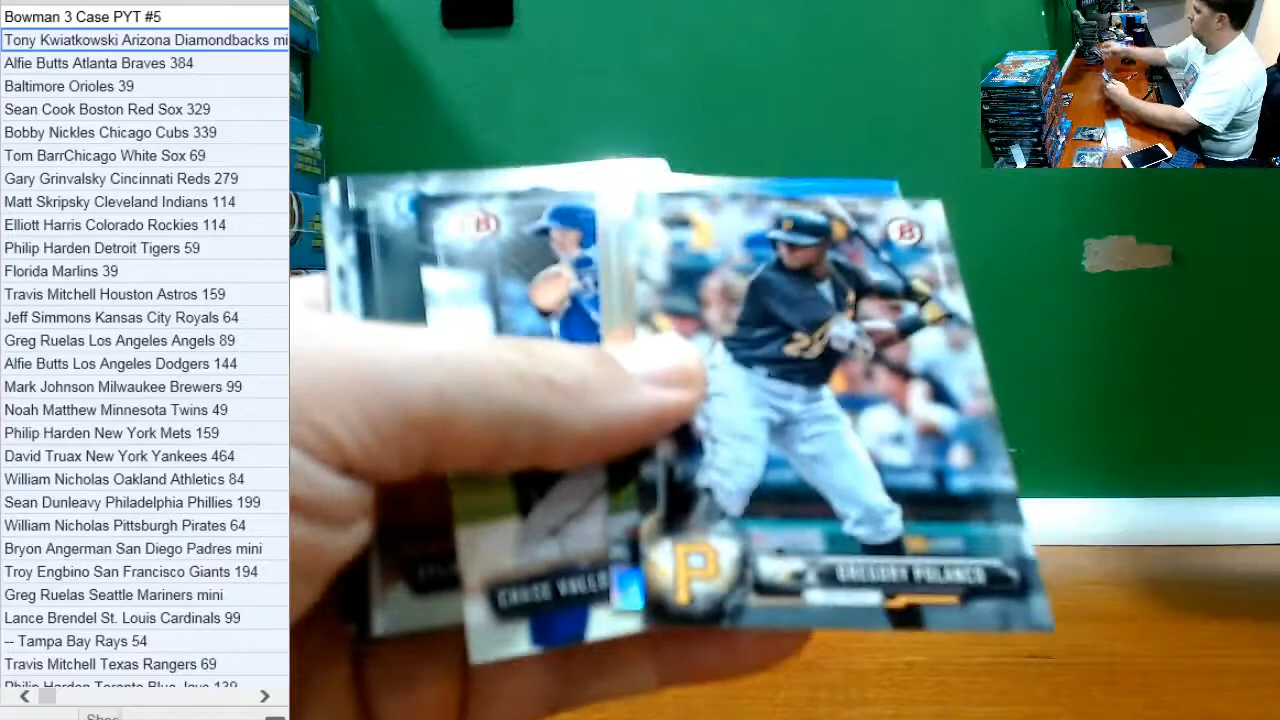 Bowman 3 Case PYT #5
Tony Kwiatkowski Arizona Diamondbacks mi
Alfie Butts Atlanta Braves 384
Baltimore Orioles 39
Sean Cook Boston Red Sox 329
Bobby Nickles Chicago Cubs 339
Tom BarrChicago White Sox 69
Gary Grinvalsky Cincinnati Reds 279
Matt Skripsky Cleveland Indians 114
Elliott Harris Colorado Rockies 114
Philip Harden Detroit Tigers 59
Florida Marlins 39
Travis Mitchell Houston Astros 159
Jeff Simmons Kansas City Royals 64
Greg Ruelas Los Angeles Angels 89
Alfie Butts Los Angeles Dodgers 144
Mark Johnson Milwaukee Brewers 99
Noah Matthew Minnesota Twins 49
Philip Harden New York Mets 159
David Truax New York Yankees 464
William Nicholas Oakland Athletics 84
Sean Dunleavy Philadelphia Phillies 199
William Nicholas Pittsburgh Pirates 64
Bryon Angerman San Diego Padres mini
Troy Engbino San Francisco Giants 194
Greg Ruelas Seattle Mariners mini
Lance Brendel St. Louis Cardinals 99
-- Tampa Bay Rays 54
Travis Mitchell Texas Rangers 69
Philip Harden Toronto Blue Jays 139
B
B
P
GREGORY POLANCO
CHASE VALLO